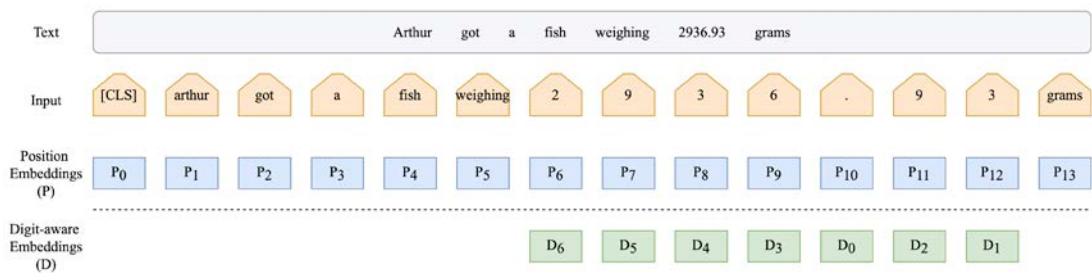 Text Arthur got a fish weighing 2936.93 grams
Input [CLS] arthur got a fish weighing 2 9 3 6 . 9 3 grams
Position
Embeddings
(P)
P0 P1 P2 P3 P4 P5 P6 P7 P8 P9 P10 P11 P12 P13
Digit-aware
Embeddings
(D)
D6 D5 D4 D3 D0 D2 D1